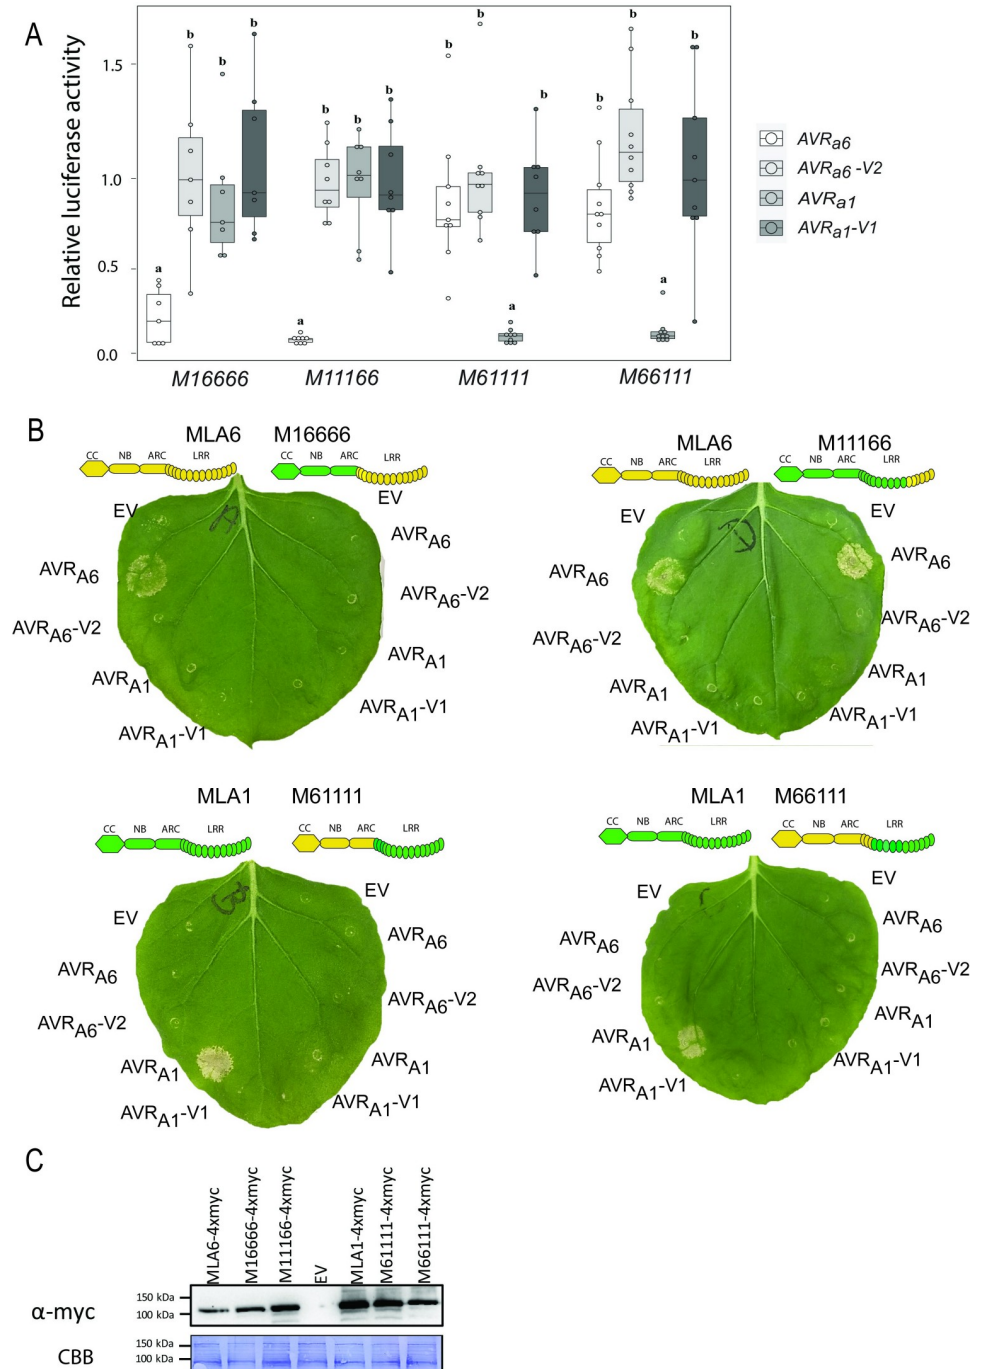 A
Relative luciferase activity
1.5
1.0
0.5
0.0
b
b
b
a
b
b
b
a
b
b
b
a
b
b
b
a
M16666
M11166
M61111
M66111
AVRa6
AVRa6 -V2
AVRa1
AVRa1-V1
B
MLA6 M16666
CC NB ARC LRR CC NB ARC LRR
EV EV
AVRA6 AVRA6
AVRA6-V2 AVRA6-V2
AVRA1 AVRA1
AVRA1-V1 AVRA1-V1
MLA6 M11166
CC NB ARC LRR CC NB ARC LRR
EV EV
AVRA6 AVRA6
AVRA6-V2 AVRA6-V2
AVRA1 AVRA1
AVRA1-V1 AVRA1-V1
D
MLA1 M61111
CC NB ARC LRR CC NB ARC LRR
EV EV
AVRA6 AVRA6
AVRA6-V2 AVRA6-V2
AVRA1 AVRA1
AVRA1-V1 AVRA1-V1
MLA1 M66111
CC NB ARC LRR CC NB ARC LRR
EV EV
AVRA6 AVRA6
AVRA6-V2 AVRA6-V2
AVRA1 AVRA1
AVRA1-V1 AVRA1-V1
C
MLA6-4xmyc
M16666-4xmyc
M11166-4xmyc
EV
MLA1-4xmyc
M61111-4xmyc
M66111-4xmyc
α-myc
150 kDa
100 kDa
CBB
150 kDa
100 kDa